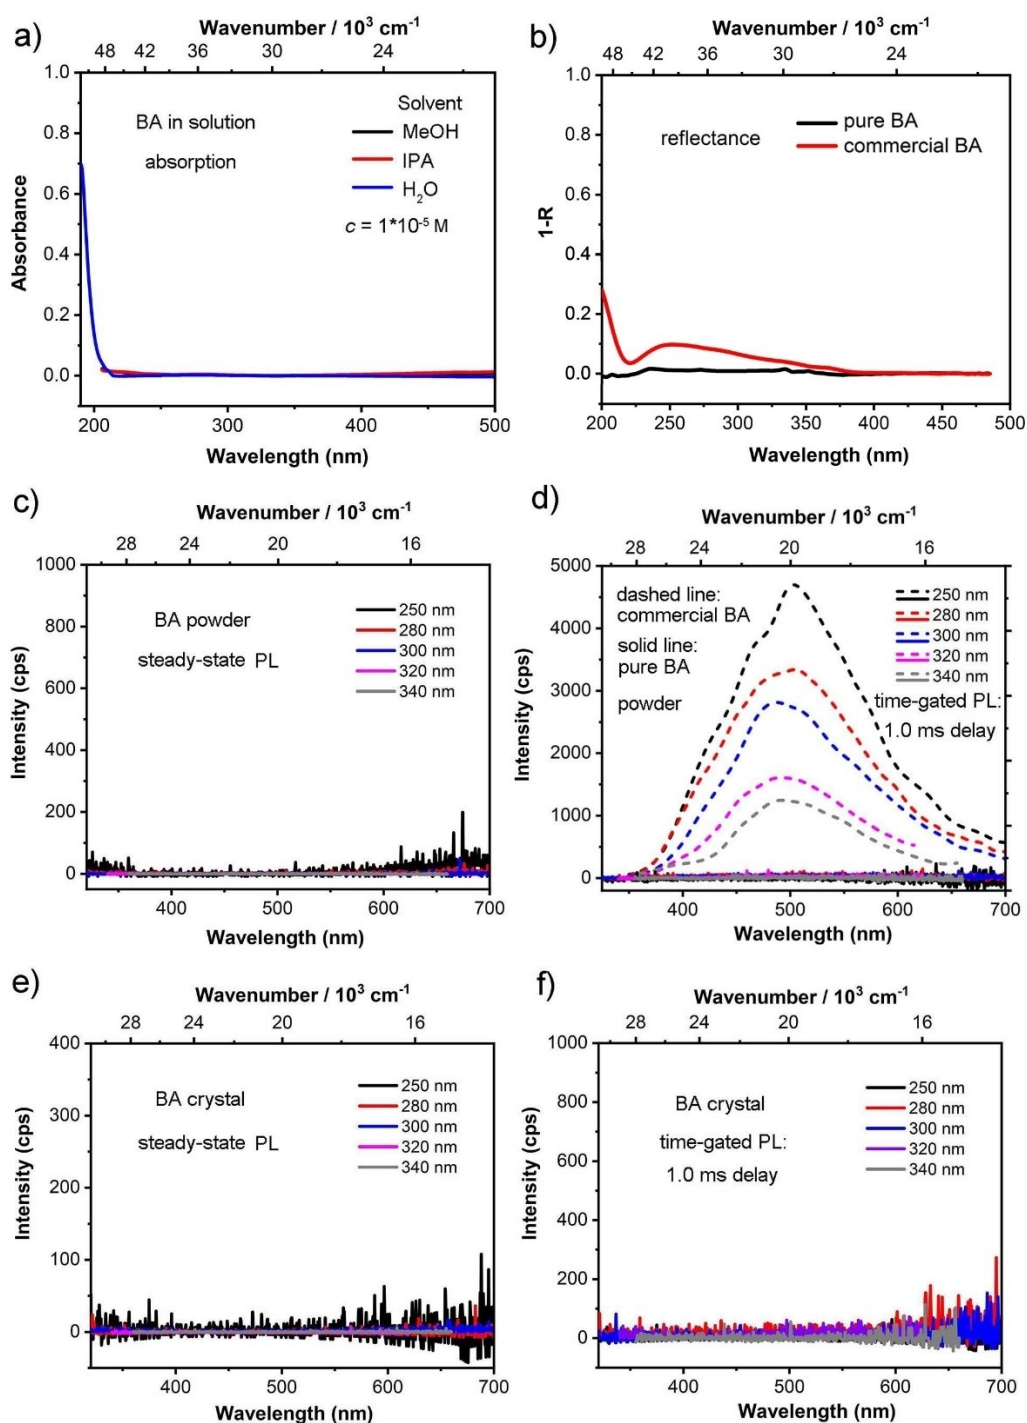 a)
Wavenumber / 10³ cm⁻¹
48 42 36 30 24
1.0
0.8
0.6
0.4
0.2
0.0
Absorbance
BA in solution
absorption
Solvent
MeOH
IPA
H₂O
c = 1*10⁻⁵ M
200 300 400 500
Wavelength (nm)
b)
Wavenumber / 10³ cm⁻¹
48 42 36 30 24
1.0
0.8
0.6
0.4
0.2
0.0
1-R
reflectance
pure BA
commercial BA
200 250 300 350 400 450 500
Wavelength (nm)
c)
Wavenumber / 10³ cm⁻¹
28 24 20 16
1000
800
600
400
200
0
Intensity (cps)
BA powder
steady-state PL
250 nm
280 nm
300 nm
320 nm
340 nm
400 500 600 700
Wavelength (nm)
d)
Wavenumber / 10³ cm⁻¹
28 24 20 16
5000
4000
3000
2000
1000
0
Intensity (cps)
dashed line:
commercial BA
solid line:
pure BA
powder
250 nm
280 nm
300 nm
320 nm
340 nm
time-gated PL:
1.0 ms delay
400 500 600 700
Wavelength (nm)
e)
Wavenumber / 10³ cm⁻¹
28 24 20 16
400
300
200
100
0
Intensity (cps)
BA crystal
steady-state PL
250 nm
280 nm
300 nm
320 nm
340 nm
400 500 600 700
Wavelength (nm)
f)
Wavenumber / 10³ cm⁻¹
28 24 20 16
1000
800
600
400
200
0
Intensity (cps)
BA crystal
time-gated PL:
1.0 ms delay
250 nm
280 nm
300 nm
320 nm
340 nm
400 500 600 700
Wavelength (nm)